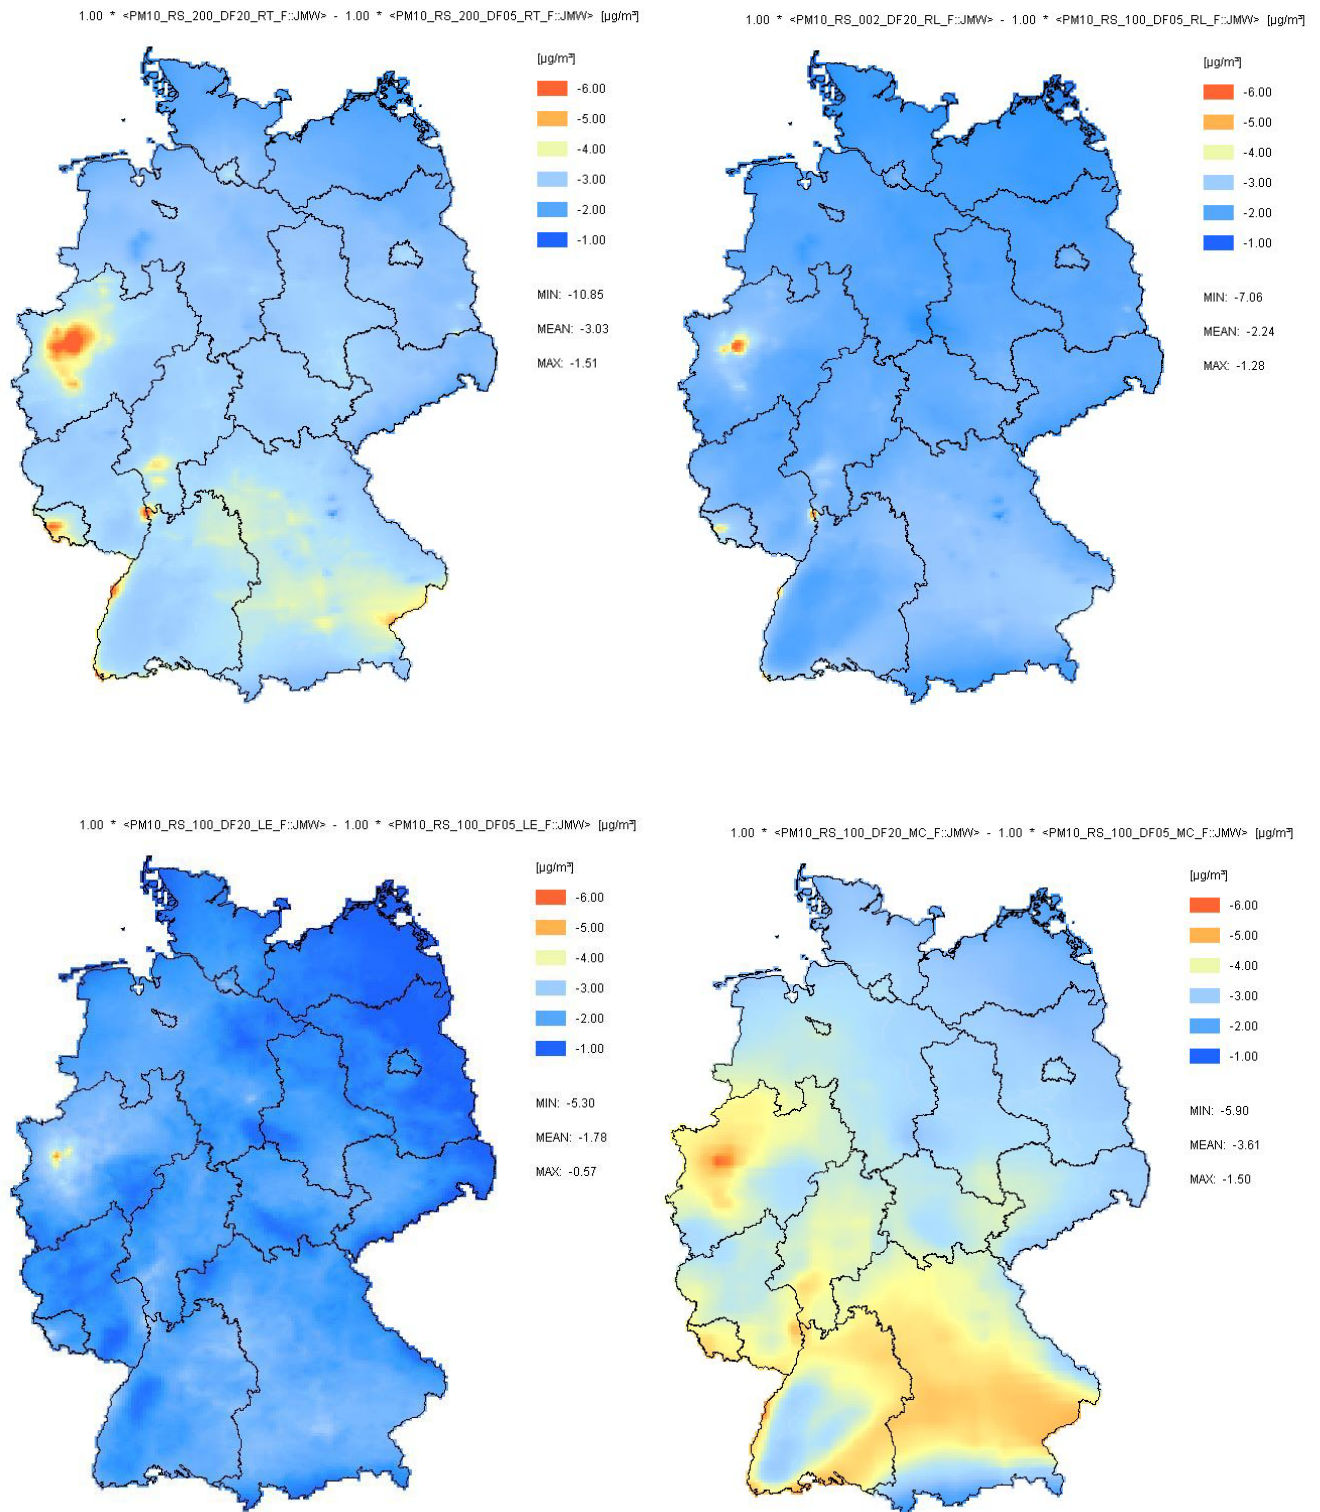 1.00 * <PM10_RS_200_DF20_RT_F::JMW> - 1.00 * <PM10_RS_200_DF05_RT_F::JMW> [µg/m³]
[µg/m³]
-6.00
-5.00
-4.00
-3.00
-2.00
-1.00
MIN: -10.85
MEAN: -3.03
MAX: -1.51
1.00 * <PM10_RS_002_DF20_RL_F::JMW> - 1.00 * <PM10_RS_100_DF05_RL_F::JMW> [µg/m³]
[µg/m³]
-6.00
-5.00
-4.00
-3.00
-2.00
-1.00
MIN: -7.06
MEAN: -2.24
MAX: -1.28
1.00 * <PM10_RS_100_DF20_LE_F::JMW> - 1.00 * <PM10_RS_100_DF05_LE_F::JMW> [µg/m³]
[µg/m³]
-6.00
-5.00
-4.00
-3.00
-2.00
-1.00
MIN: -5.30
MEAN: -1.78
MAX: -0.57
1.00 * <PM10_RS_100_DF20_MC_F::JMW> - 1.00 * <PM10_RS_100_DF05_MC_F::JMW> [µg/m³]
[µg/m³]
-6.00
-5.00
-4.00
-3.00
-2.00
-1.00
MIN: -5.90
MEAN: -3.61
MAX: -1.50